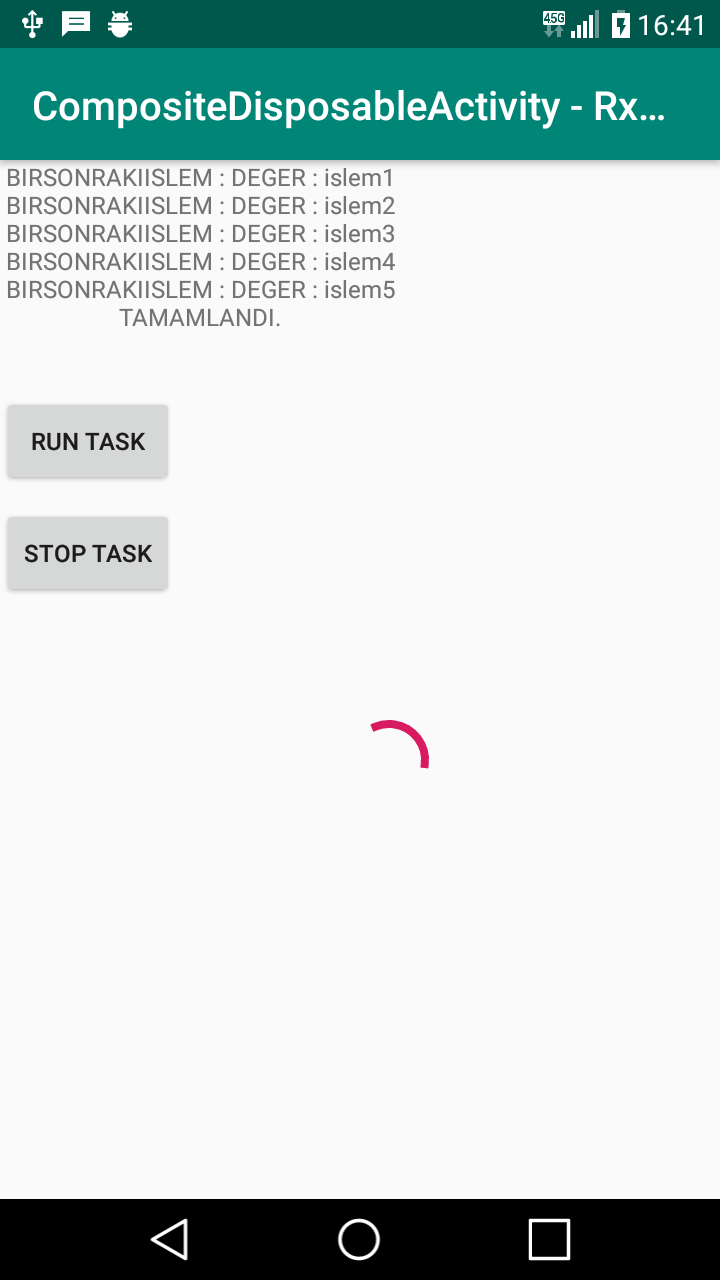 4.5G 16:41
CompositeDisposableActivity - Rx...
BIRSONRAKIISLEM : DEGER : islem1
BIRSONRAKIISLEM : DEGER : islem2
BIRSONRAKIISLEM : DEGER : islem3
BIRSONRAKIISLEM : DEGER : islem4
BIRSONRAKIISLEM : DEGER : islem5
TAMAMLANDI.
RUN TASK
STOP TASK